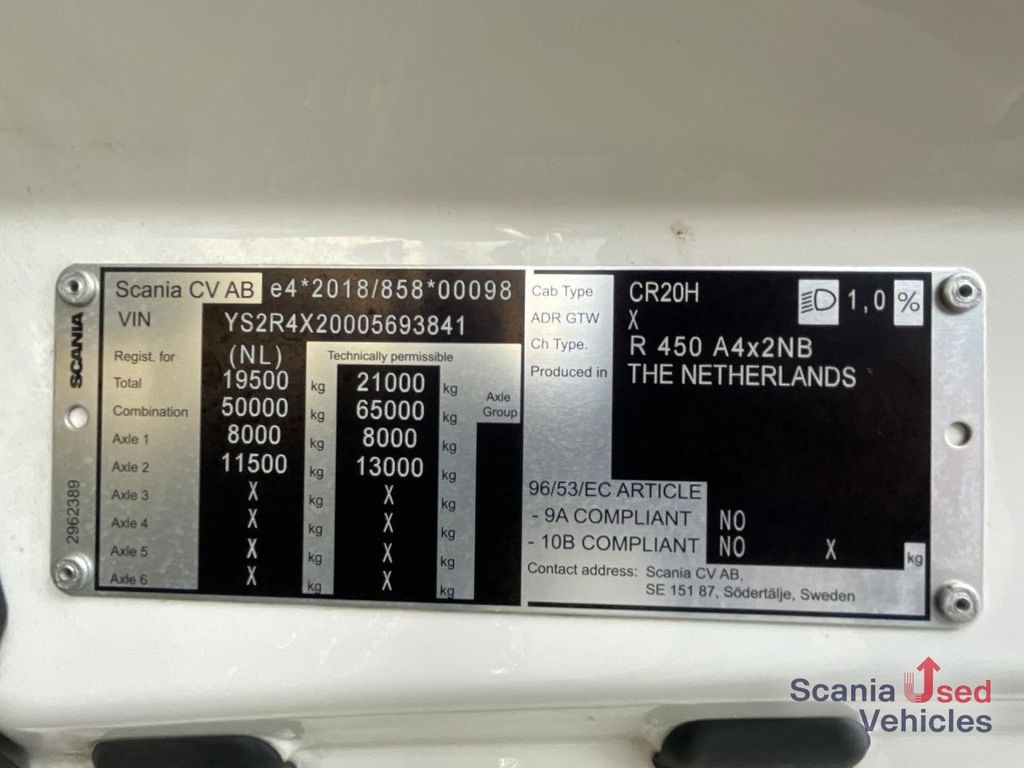 SCANIA
2962389
Scania CV AB e4*2018/858*00098
VIN YS2R4X20005693841
Regist. for (NL) Technically permissible
Total 19500 kg 21000 kg Axle Group
Combination 50000 kg 65000 kg
Axle 1 8000 kg 8000 kg
Axle 2 11500 kg 13000 kg
Axle 3 X kg X kg
Axle 4 X kg X kg
Axle 5 X kg X kg
Axle 6 X kg X kg
Cab Type CR20H 1,0 %
ADR GTW X
Ch Type. R 450 A4x2NB
Produced in THE NETHERLANDS
96/53/EC ARTICLE
- 9A COMPLIANT NO
- 10B COMPLIANT NO X kg
Contact address: Scania CV AB,
SE 151 87, Södertälje, Sweden
Scania Used
Vehicles